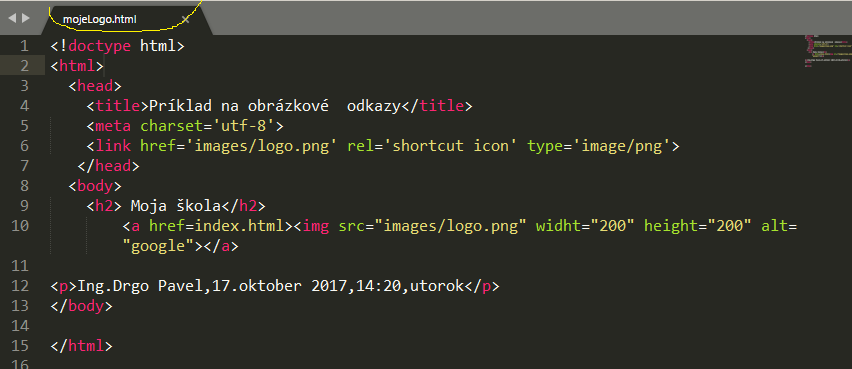 mojeLogo.html ×
1 <!doctype html>
2 <html>
3 <head>
4 <title>Príklad na obrázkové  odkazy</title>
5 <meta charset='utf-8'>
6 <link href='images/logo.png' rel='shortcut icon' type='image/png'>
7 </head>
8 <body>
9 <h2> Moja škola</h2>
10 <a href=index.html><img src="images/logo.png" widht="200" height="200" alt=
"google"></a>
11
12 <p>Ing.Drgo Pavel,17.oktober 2017,14:20,utorok</p>
13 </body>
14
15 </html>
16